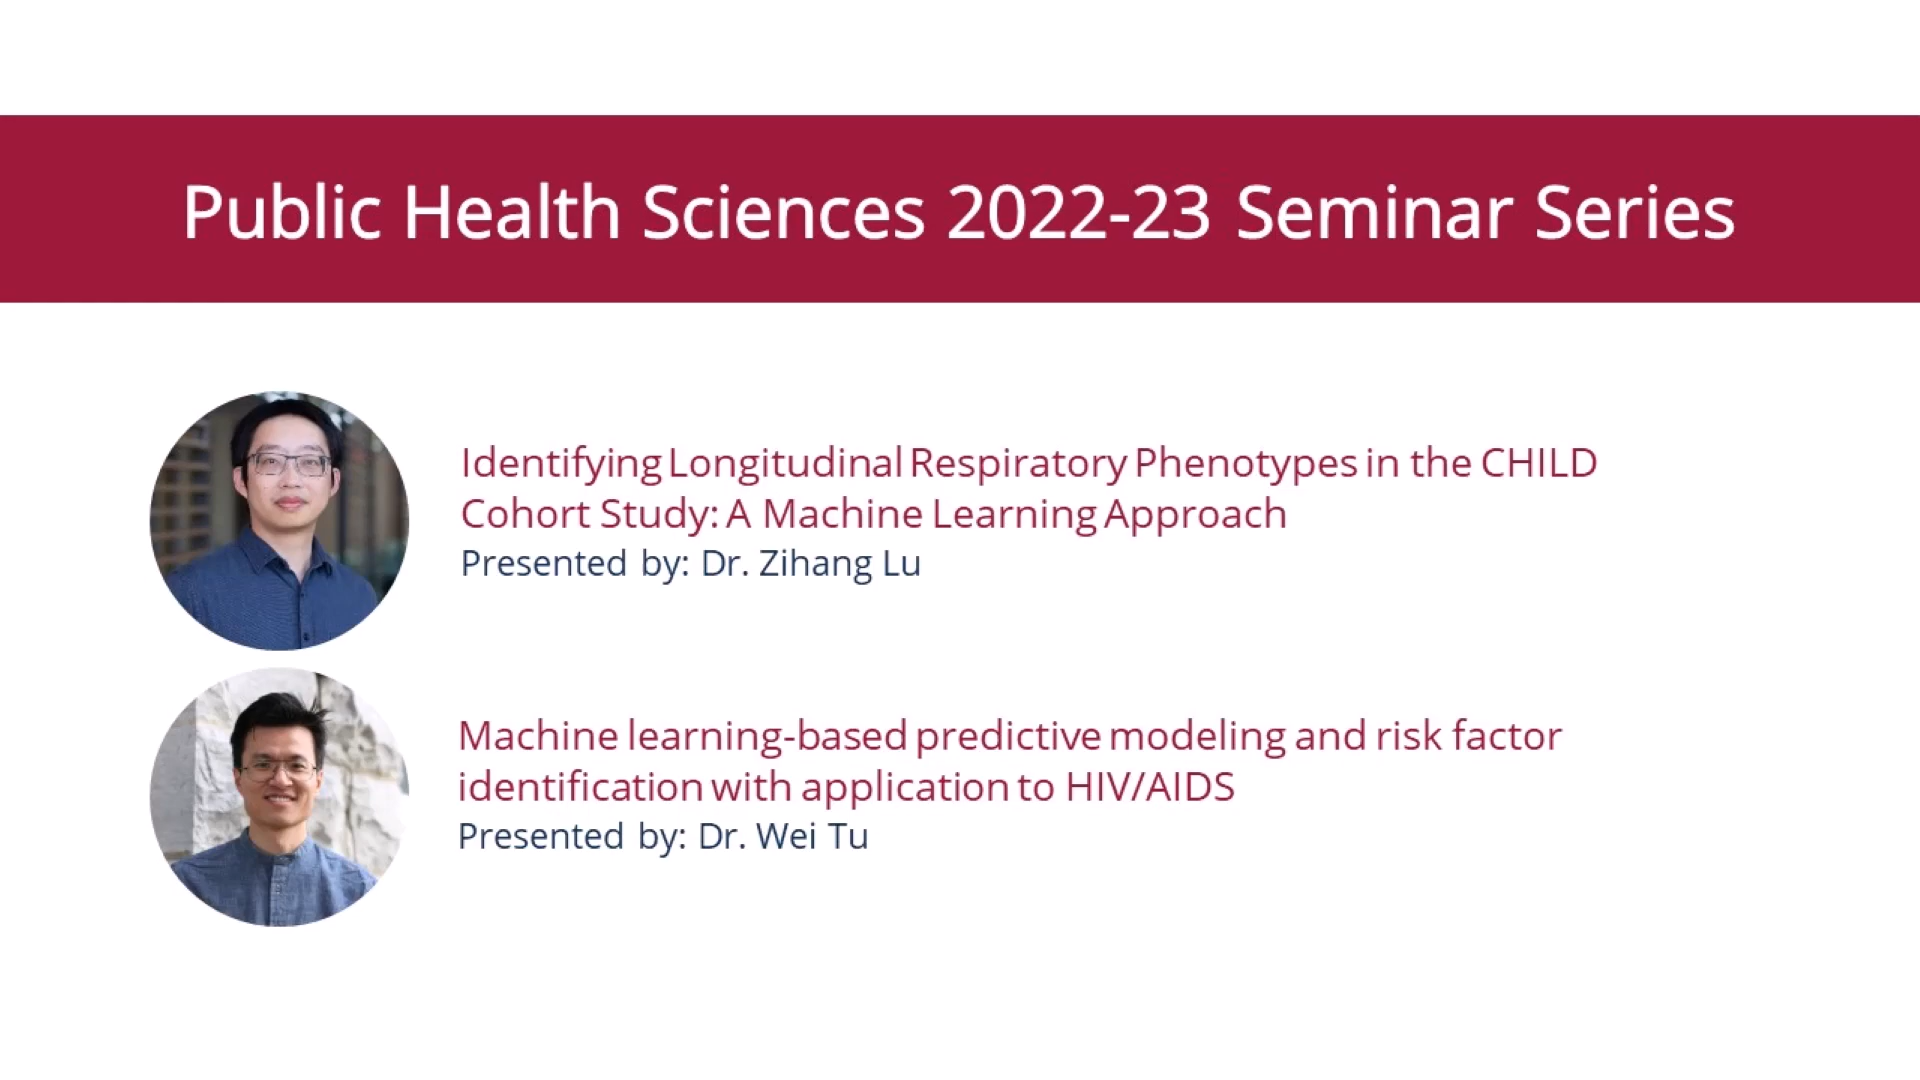 Public Health Sciences 2022-23 Seminar Series
Identifying Longitudinal Respiratory Phenotypes in the CHILD
Cohort Study: A Machine Learning Approach
Presented by: Dr. Zihang Lu
Machine learning-based predictive modeling and risk factor
identification with application to HIV/AIDS
Presented by: Dr. Wei Tu